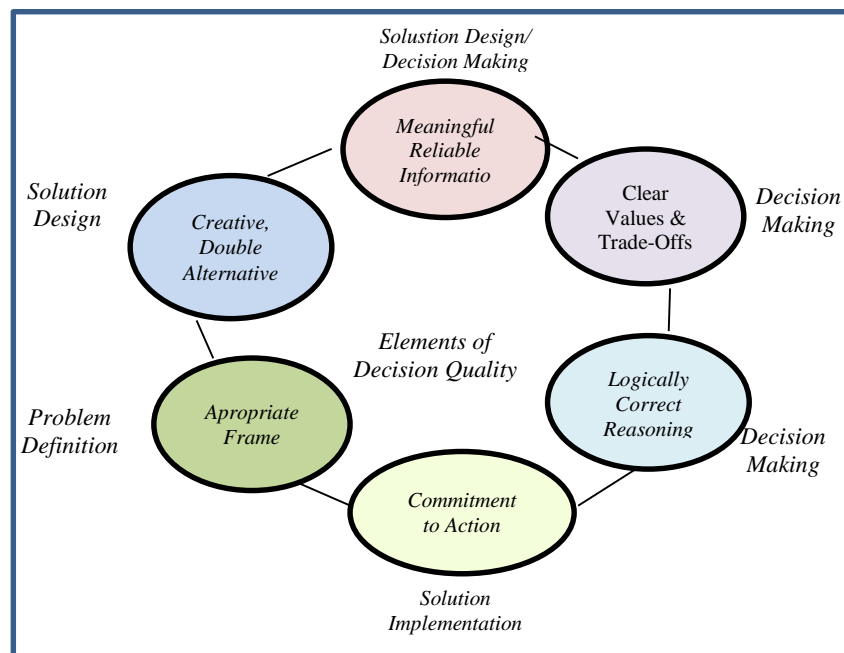 Solustion Design/
Decision Making
Meaningful
Reliable
Informatio
Solution
Design
Creative,
Double
Alternative
Clear
Values &
Trade-Offs
Decision
Making
Elements of
Decision Quality
Problem
Definition
Apropriate
Frame
Logically
Correct
Reasoning
Decision
Making
Commitment
to Action
Solution
Implementation